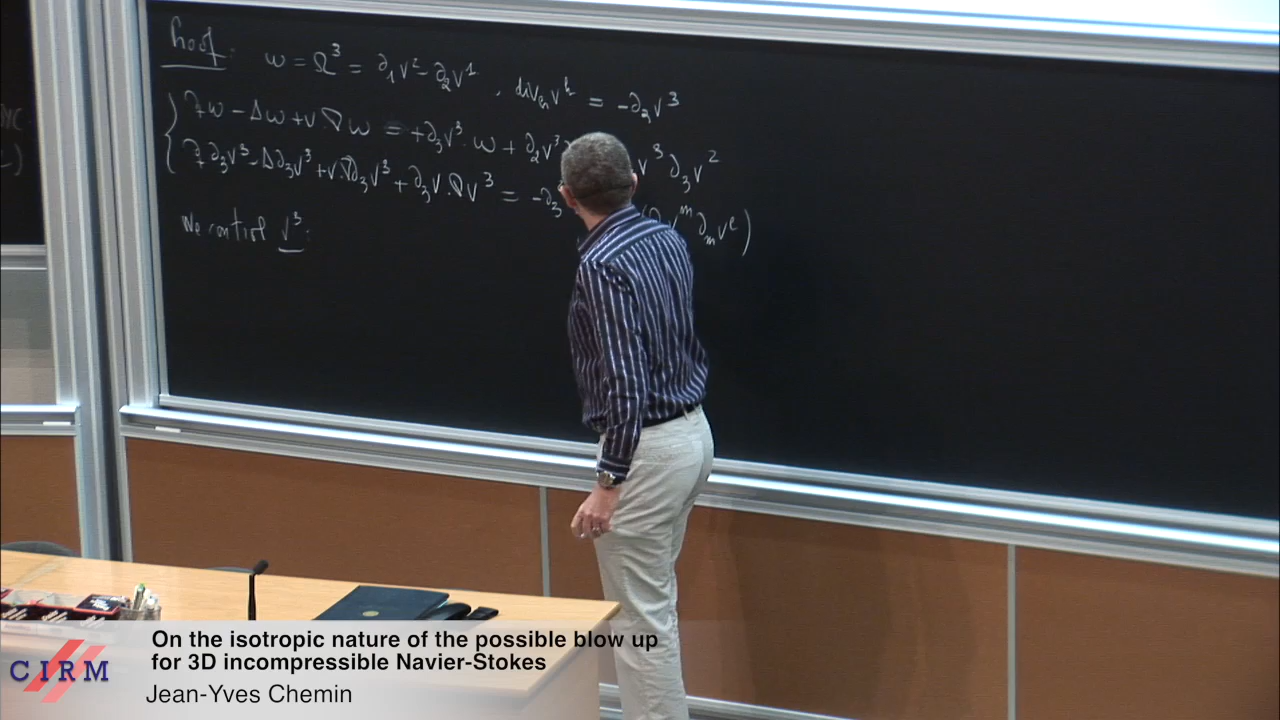 Proof: ω = Ω³ = ∂₁v² - ∂₂v¹, divₕvʰ = -∂₃v³
∂ₜω - Δω + v·∇ω = +∂₃v³·ω + ∂₂v³ v³∂₃v²
∂ₜ∂₃v³ - Δ∂₃v³ + v·∇∂₃v³ + ∂₃v·∇v³ = -∂₃ vᵐ∂ₘvˡ)
We control v³:
On the isotropic nature of the possible blow up
for 3D incompressible Navier-Stokes
CIRM
Jean-Yves Chemin